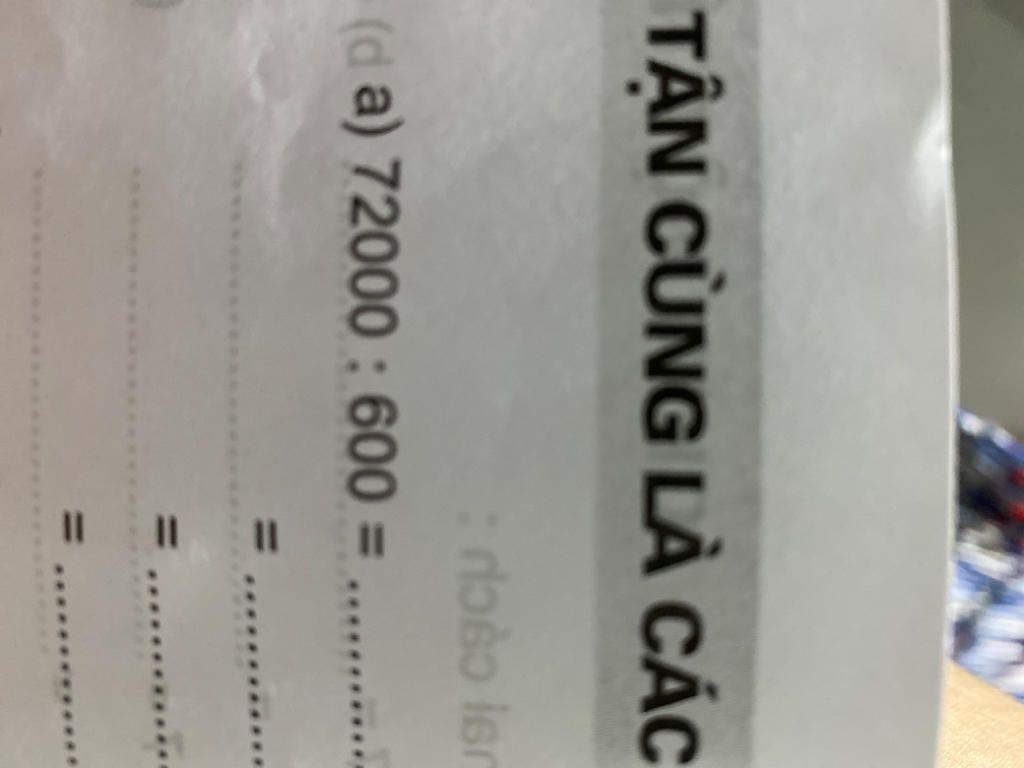 TẬN CÙNG LÀ CÁC
a) 72000 : 600 = ............
= ............
= ............
= ............